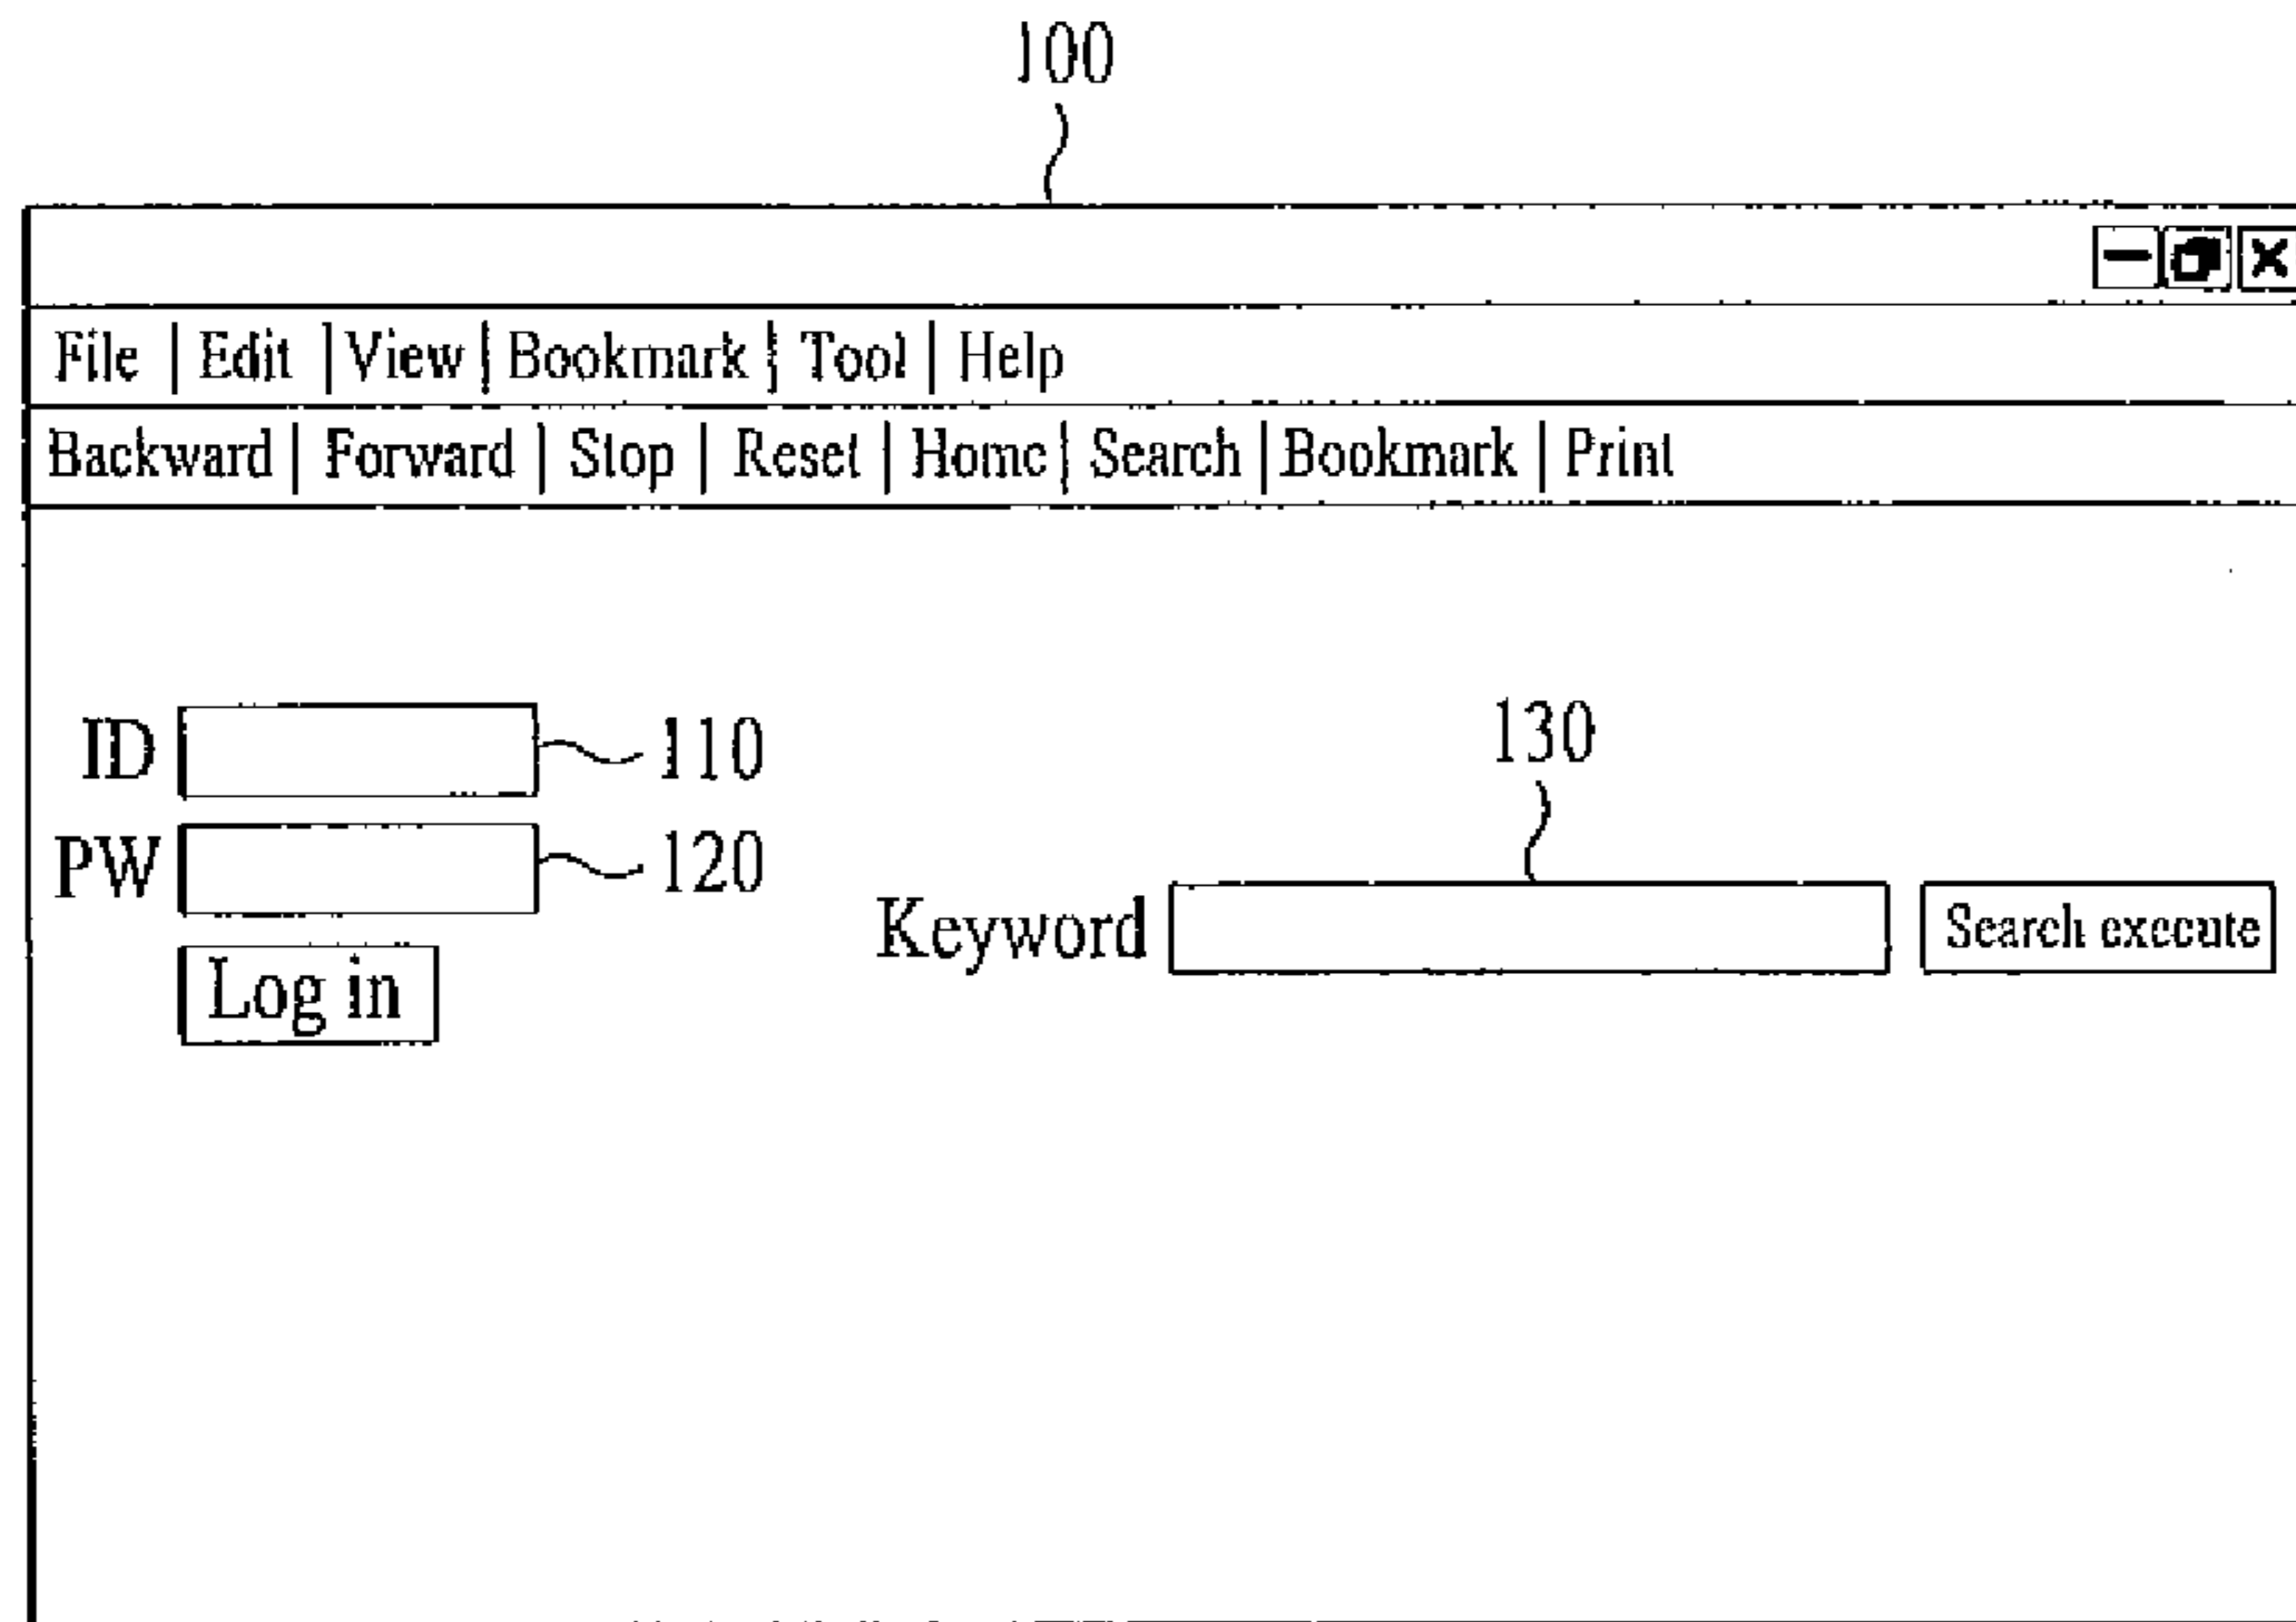 100
File | Edit | View | Bookmark | Tool | Help
Backward | Forward | Stop | Reset | Home | Search | Bookmark | Print
ID 110
130
PW 120
Keyword Search execute
Log in